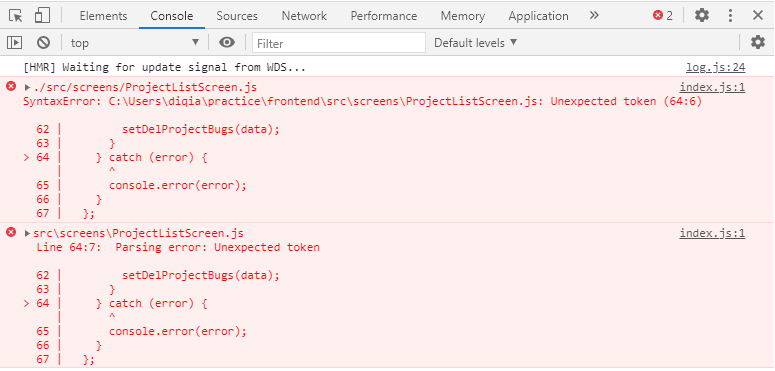 Elements Console Sources Network Performance Memory Application » 2
top ▼ Filter Default levels ▼
[HMR] Waiting for update signal from WDS... log.js:24
▶./src/screens/ProjectListScreen.js index.js:1
SyntaxError: C:\Users\diqia\practice\frontend\src\screens\ProjectListScreen.js: Unexpected token (64:6)
62 | setDelProjectBugs(data);
63 | }
> 64 | } catch (error) {
| ^
65 | console.error(error);
66 | }
67 | };
▶src\screens\ProjectListScreen.js index.js:1
Line 64:7: Parsing error: Unexpected token
62 | setDelProjectBugs(data);
63 | }
> 64 | } catch (error) {
| ^
65 | console.error(error);
66 | }
67 | };